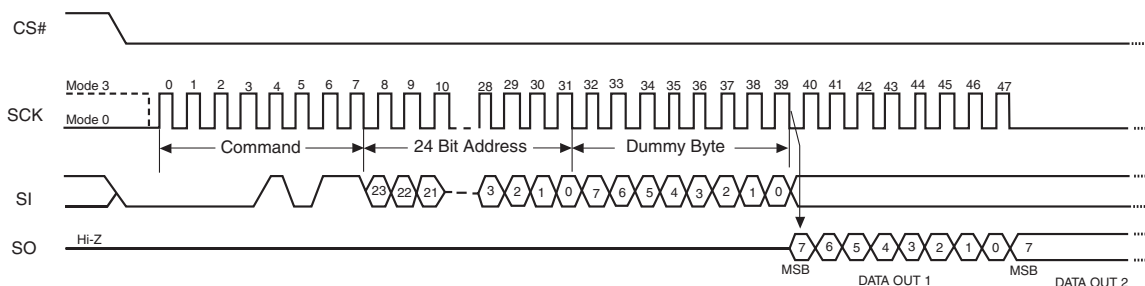 CS#
Mode 3
0 1 2 3 4 5 6 7 8 9 10 28 29 30 31 32 33 34 35 36 37 38 39 40 41 42 43 44 45 46 47
SCK
Mode 0
Command
24 Bit Address
Dummy Byte
SI
23 22 21 3 2 1 0 7 6 5 4 3 2 1 0
SO
Hi-Z
7 6 5 4 3 2 1 0 7
MSB
DATA OUT 1
MSB
DATA OUT 2